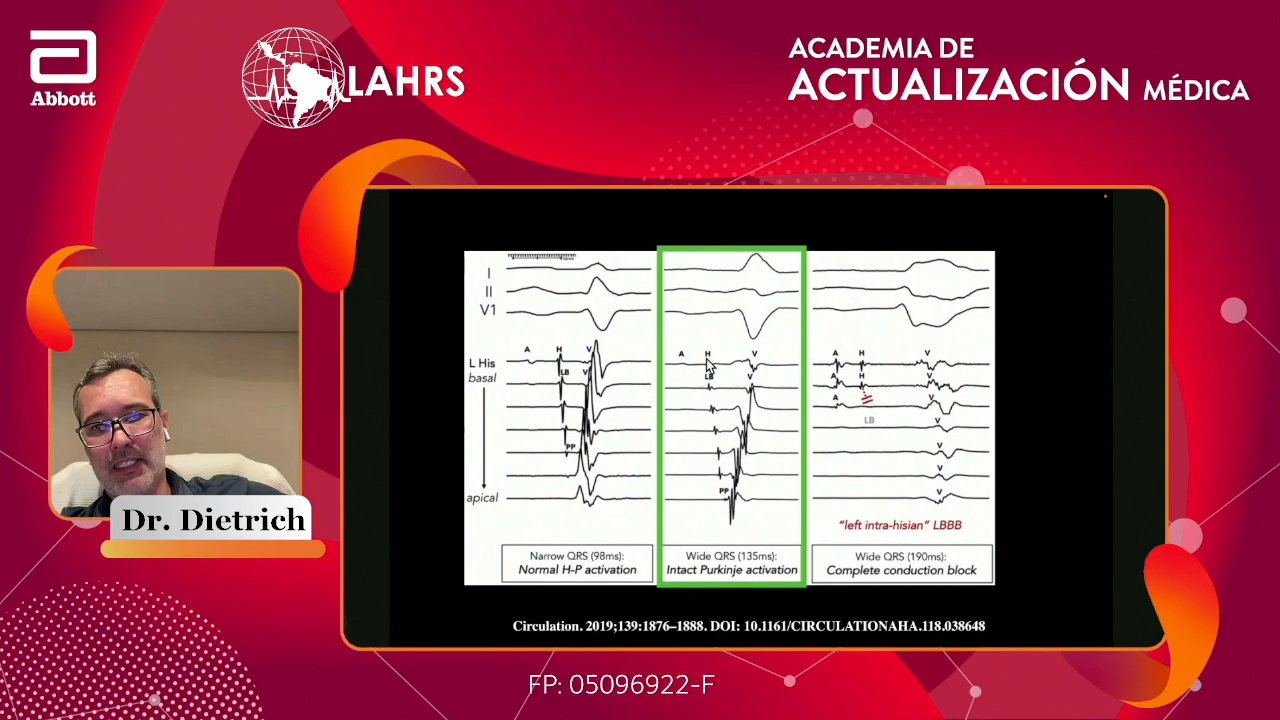 Abbott
LAHRS
ACADEMIA DE
ACTUALIZACIÓN MÉDICA
I
II
V1
L His
basal
apical
A H V
LB V
PP
A H V
LB V
PP
A H V
A H V
A
LB V
V
V
V
"left intra-hisian" LBBB
Narrow QRS (98ms):
Normal H-P activation
Wide QRS (135ms):
Intact Purkinje activation
Wide QRS (190ms):
Complete conduction block
Circulation. 2019;139:1876–1888. DOI: 10.1161/CIRCULATIONAHA.118.038648
Dr. Dietrich
FP: 05096922-F